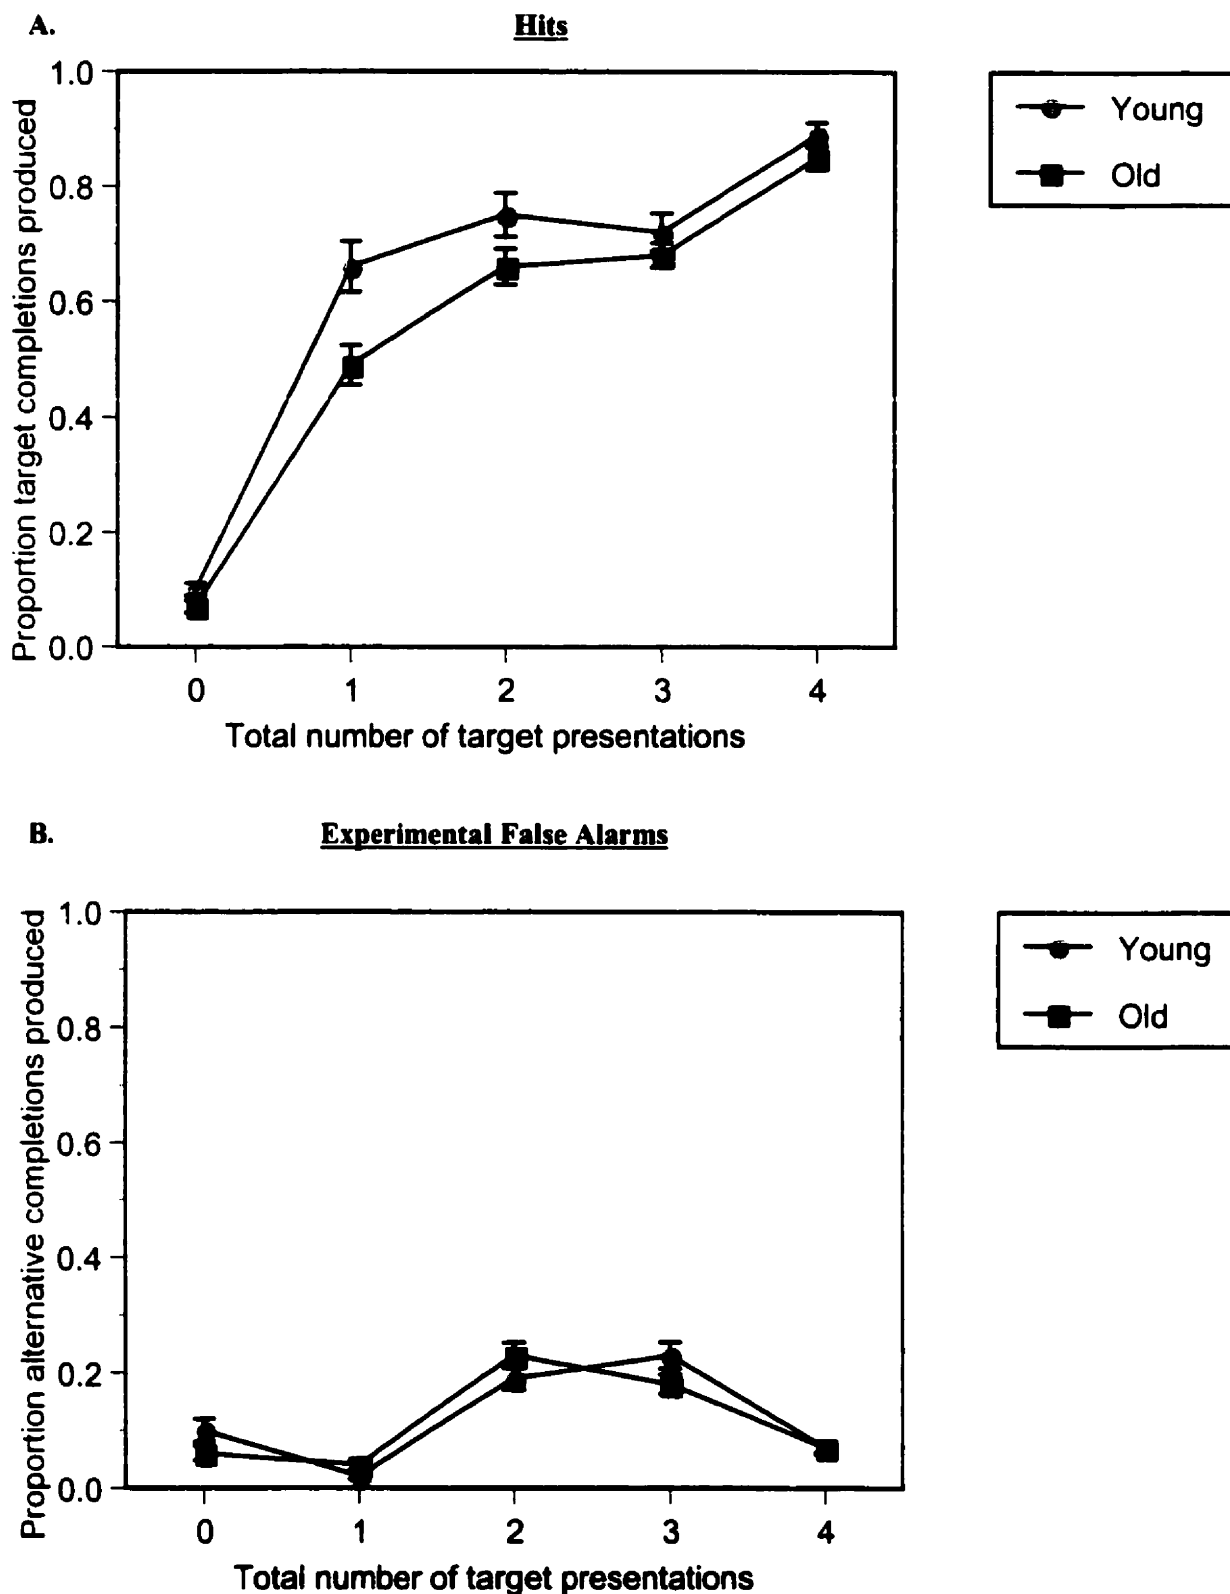 A.
Hits
Proportion target completions produced
1.0
0.8
0.6
0.4
0.2
0.0
0 1 2 3 4
Total number of target presentations
Young
Old
B.
Experimental False Alarms
Proportion alternative completions produced
1.0
0.8
0.6
0.4
0.2
0.0
0 1 2 3 4
Total number of target presentations
Young
Old